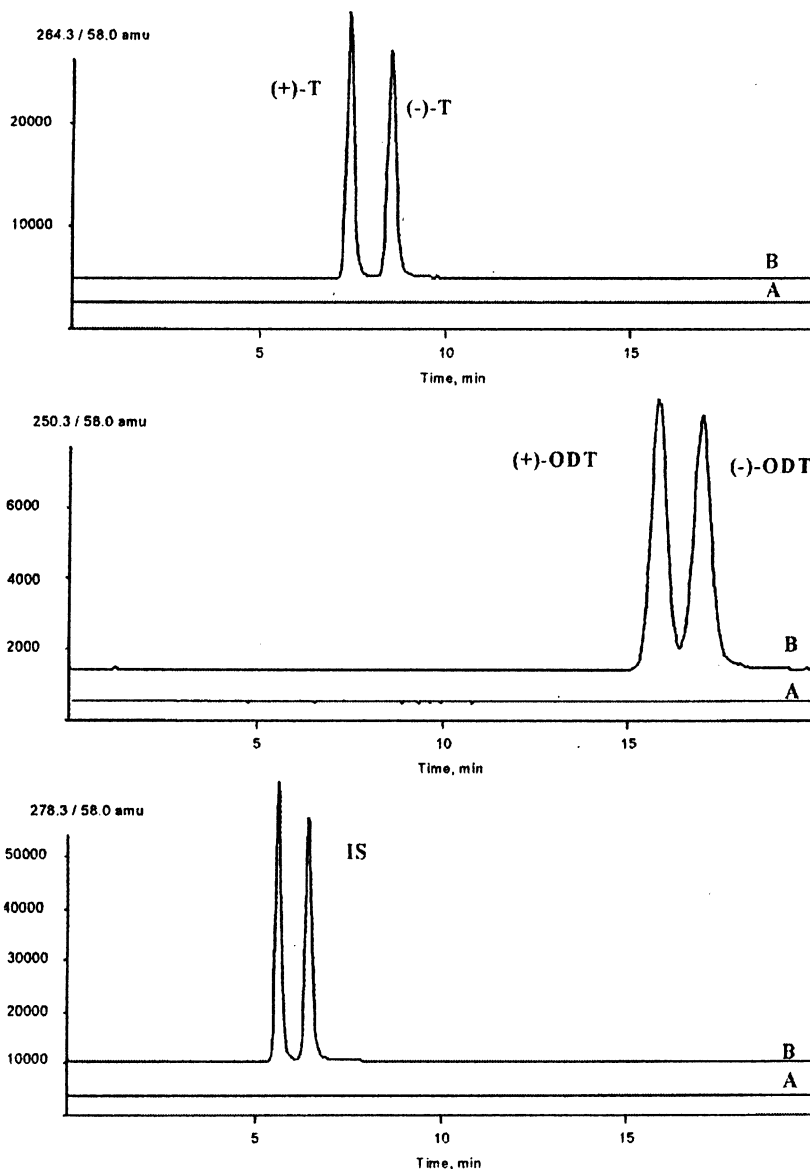 264.3 / 58.0 amu
(+)-T
(-)-T
20000
10000
B
A
5 10 15
Time, min
250.3 / 58.0 amu
(+)-ODT
(-)-ODT
6000
4000
2000
B
A
5 10 15
Time, min
278.3 / 58.0 amu
IS
50000
40000
30000
20000
10000
B
A
5 10 15
Time, min